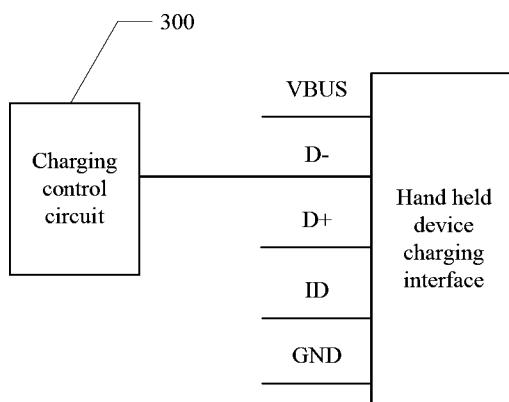 300
Charging
control
circuit
VBUS
D-
D+
ID
GND
Hand held
device
charging
interface